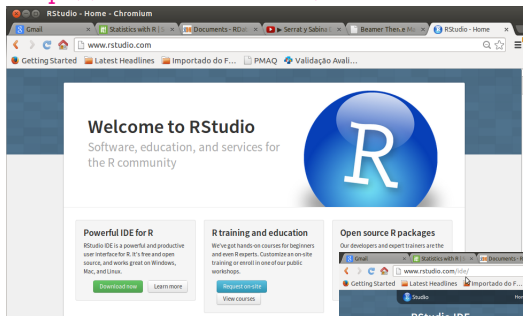 RStudio - Home - Chromium
Gmail
Statistics with R | S
Documents - RDat
Serrat y Sabina
Beamer Theme M
RStudio - Home
www.rstudio.com
Getting Started
Latest Headlines
Importado do F...
PMAQ
Validação Avali...
Welcome to RStudio
Software, education, and services for
the R community
R
Powerful IDE for R
RStudio IDE is a powerful and productive
user interface for R. It's free and open
source, and works great on Windows,
Mac, and Linux.
Download now
Learn more
R training and education
We've got hands-on courses for beginners
and even R experts. Customize an on-site
training or enroll in one of our public
workshops.
Request on-site
View courses
Open source R packages
Our developers and expert trainers are the
Gmail
Statistics with R | S
Documents - R
www.rstudio.com/ide/
Getting Started
Latest Headlines
Importado do F...
Studio
Hom
RStudio IDE